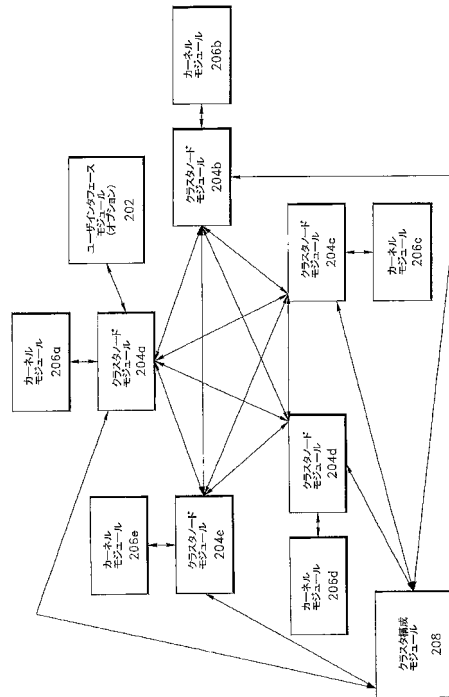 カーネル
モジュール
206b
ユーザインタフェース
モジュール
(オプション)
202
クラスタノード
モジュール
204b
カーネル
モジュール
206a
クラスタノード
モジュール
204a
クラスタノード
モジュール
204c
カーネル
モジュール
206c
カーネル
モジュール
206e
クラスタノード
モジュール
204e
クラスタノード
モジュール
204d
カーネル
モジュール
206d
クラスタ構成
モジュール
208